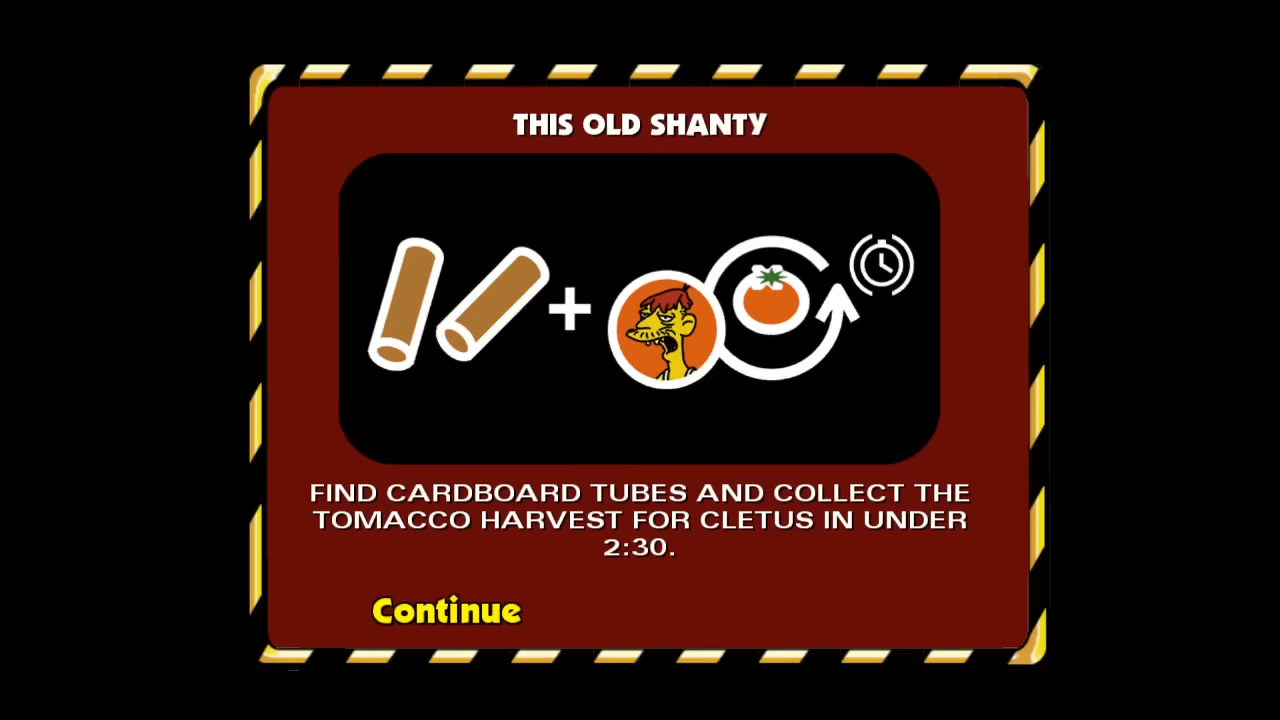 THIS OLD SHANTY
FIND CARDBOARD TUBES AND COLLECT THE
TOMACCO HARVEST FOR CLETUS IN UNDER
2:30.
Continue